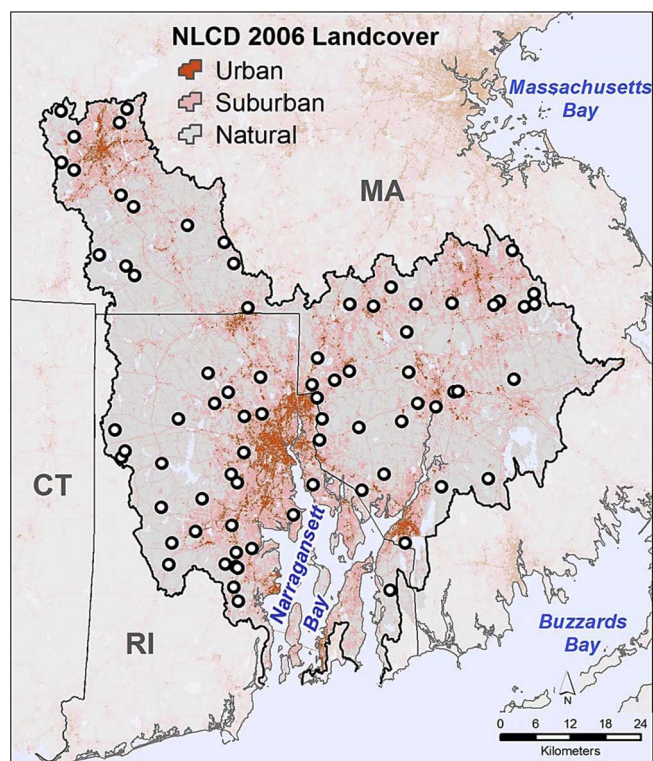 NLCD 2006 Landcover
Urban
Suburban
Natural
Massachusetts
Bay
MA
CT
Narragansett
Bay
RI
Buzzards
Bay
N
0 6 12 18 24
Kilometers